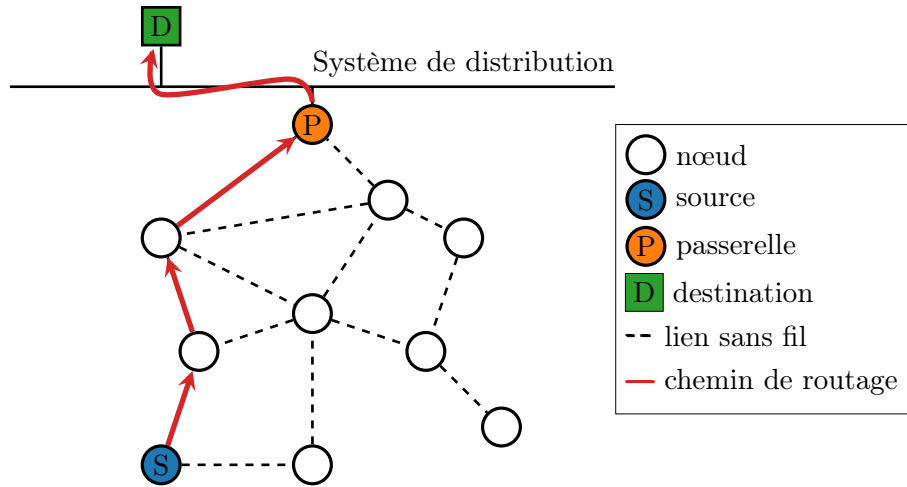 D
Système de distribution
P
S
nœud
S source
P passerelle
D destination
lien sans fil
chemin de routage